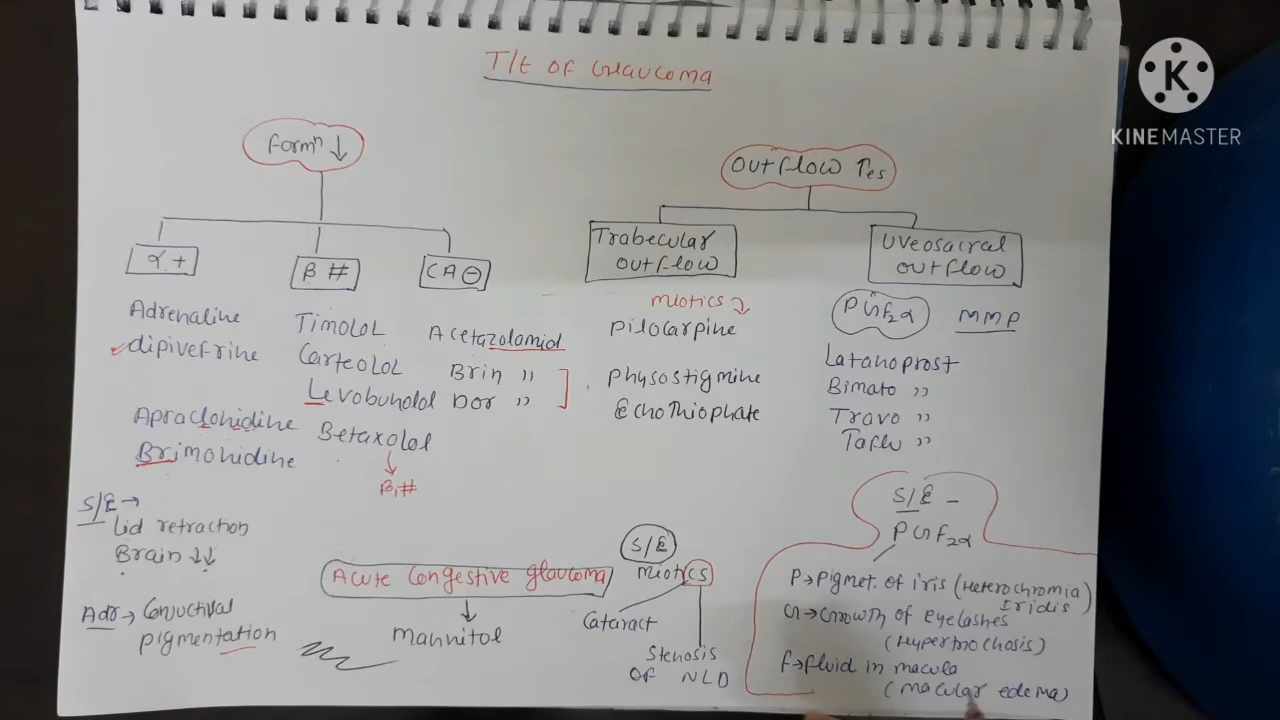 T/t OF Glaucoma
K
KINEMASTER
Formⁿ ↓
α +
β #
CA ⊖
Adrenaline
dipivefrine
Apraclonidine
Brimonidine
Timolol
Carteolol
Levobunolol
Betaxolol
β₁#
Acetazolamid
Brin "
Dor "
S/E →
Lid retraction
Brain ↓↓
Adr → Conjuctival
pigmentation
Outflow ↑es
Trabecular
outflow
miotics
Pilocarpine
Physostigmine
Echothiophate
Uveosacral
outflow
PGF₂α
MMP
Latanoprost
Bimato "
Travo "
Taflu "
Acute Congestive glaucoma
mannitol
S/E
miotics
Cataract
Stenosis
OF NLD
S/E -
PGF₂α
P→Pigmet. of iris (Heterochromia
Iridis)
G→Growth of Eyelashes
(Hypertrichosis)
F→fluid in macula
(macular edema)